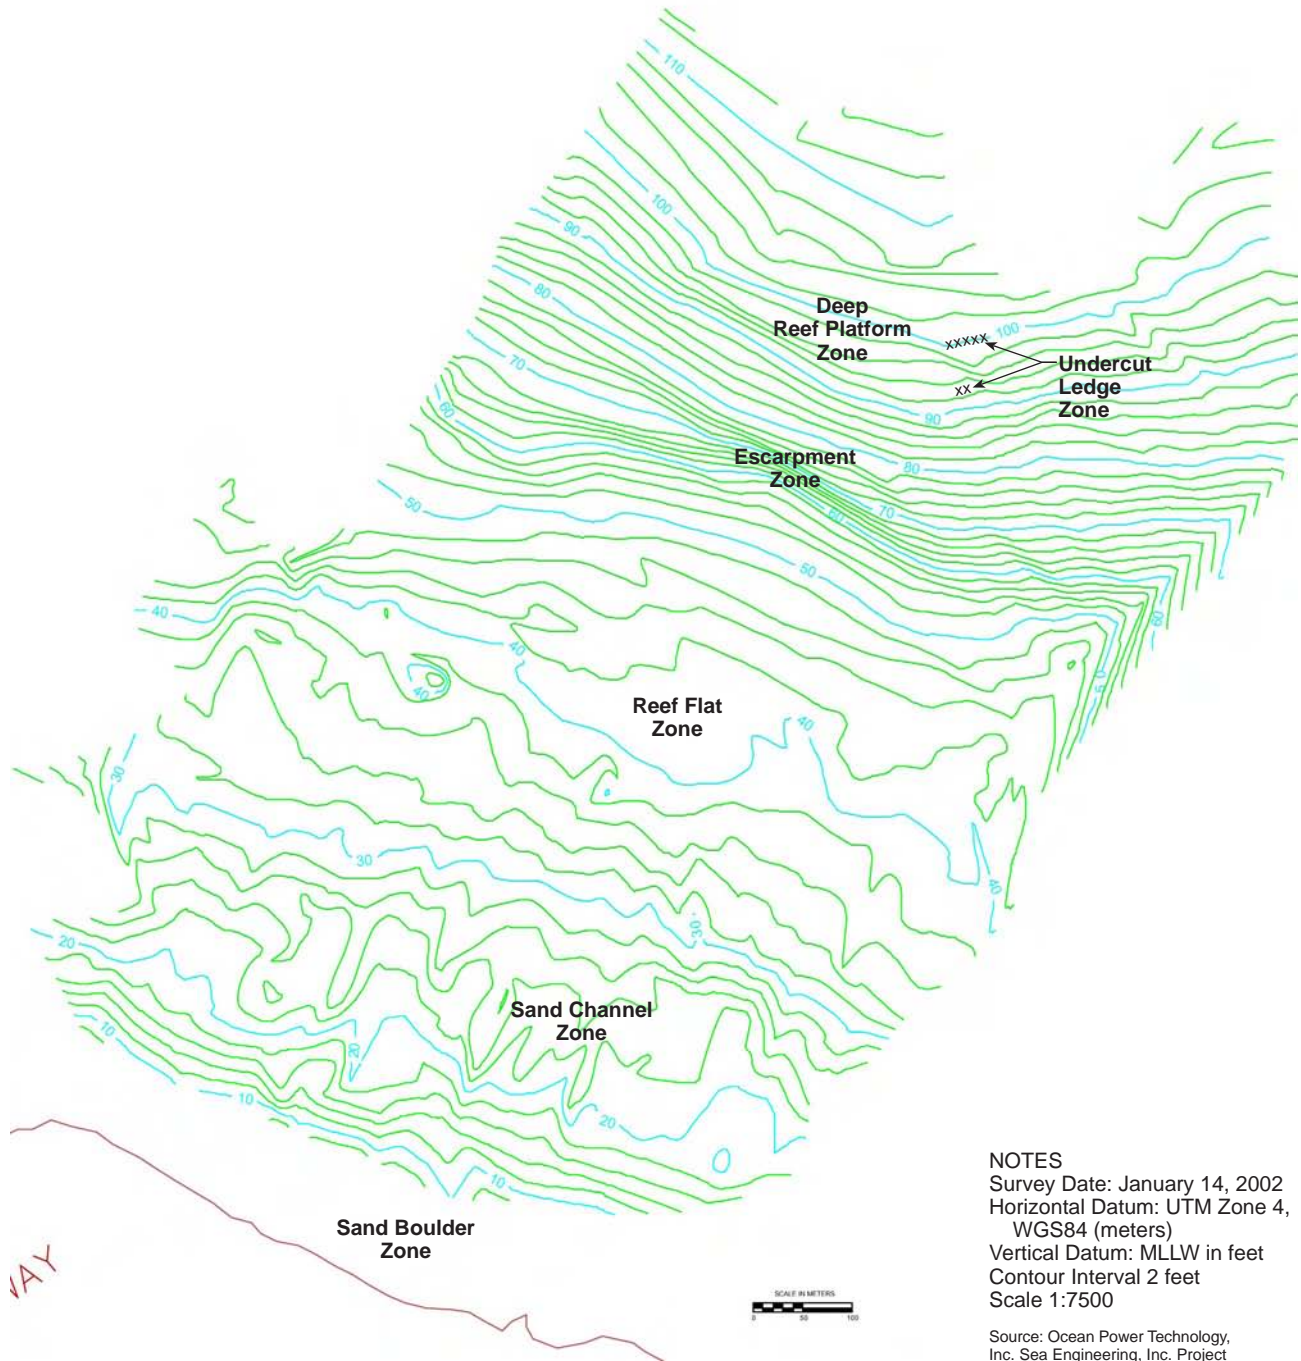 110
100
90
80
70
60
50
40
Deep
Reef Platform
Zone
xxxxx
100
xx
Undercut
Ledge
Zone
90
Escarpment
Zone
80
70
60
50
60
5 0
40
40
Reef Flat
Zone
40
30
30
40
30
20
Sand Channel
Zone
20
10
10
20
10
Sand Boulder
Zone
SCALE IN METERS
0 50 100
NOTES
Survey Date: January 14, 2002
Horizontal Datum: UTM Zone 4,
WGS84 (meters)
Vertical Datum: MLLW in feet
Contour Interval 2 feet
Scale 1:7500
Source: Ocean Power Technology,
Inc. Sea Engineering, Inc. Project